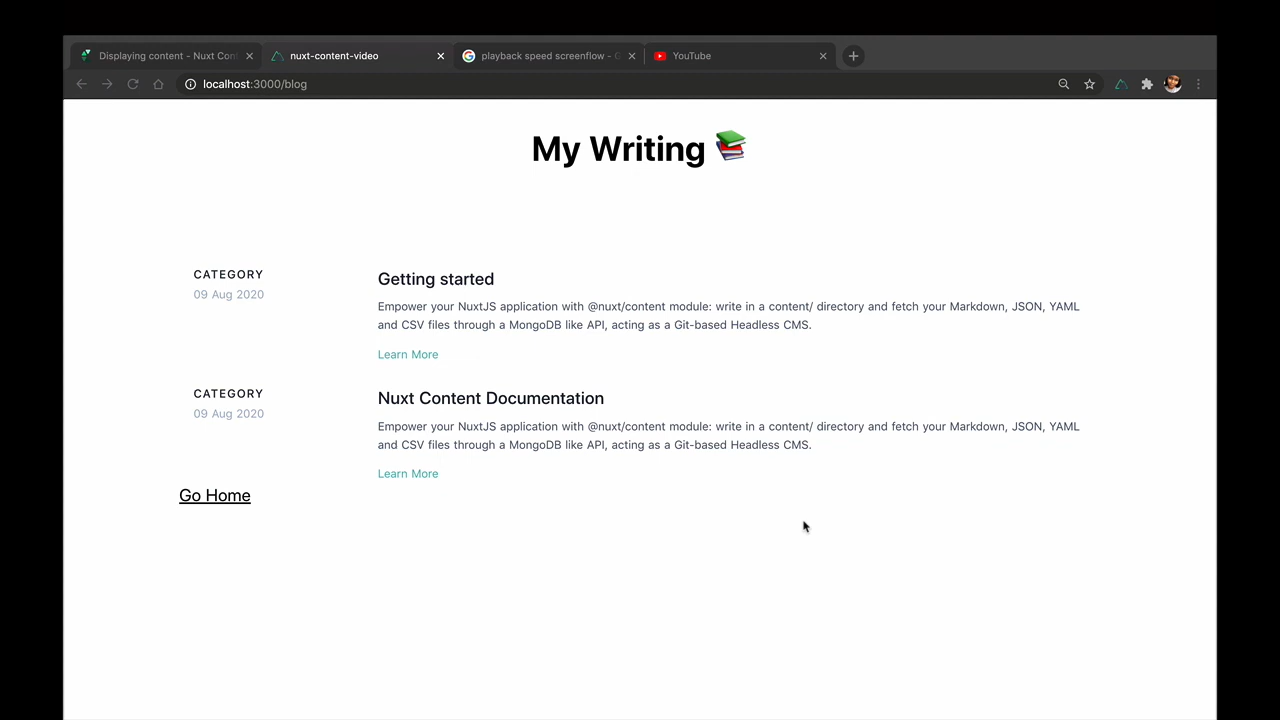 Displaying content - Nuxt Con
nuxt-content-video
playback speed screenflow - G
YouTube
localhost:3000/blog
My Writing 📚
CATEGORY
09 Aug 2020
Getting started
Empower your NuxtJS application with @nuxt/content module: write in a content/ directory and fetch your Markdown, JSON, YAML
and CSV files through a MongoDB like API, acting as a Git-based Headless CMS.
Learn More
CATEGORY
09 Aug 2020
Nuxt Content Documentation
Empower your NuxtJS application with @nuxt/content module: write in a content/ directory and fetch your Markdown, JSON, YAML
and CSV files through a MongoDB like API, acting as a Git-based Headless CMS.
Learn More
Go Home